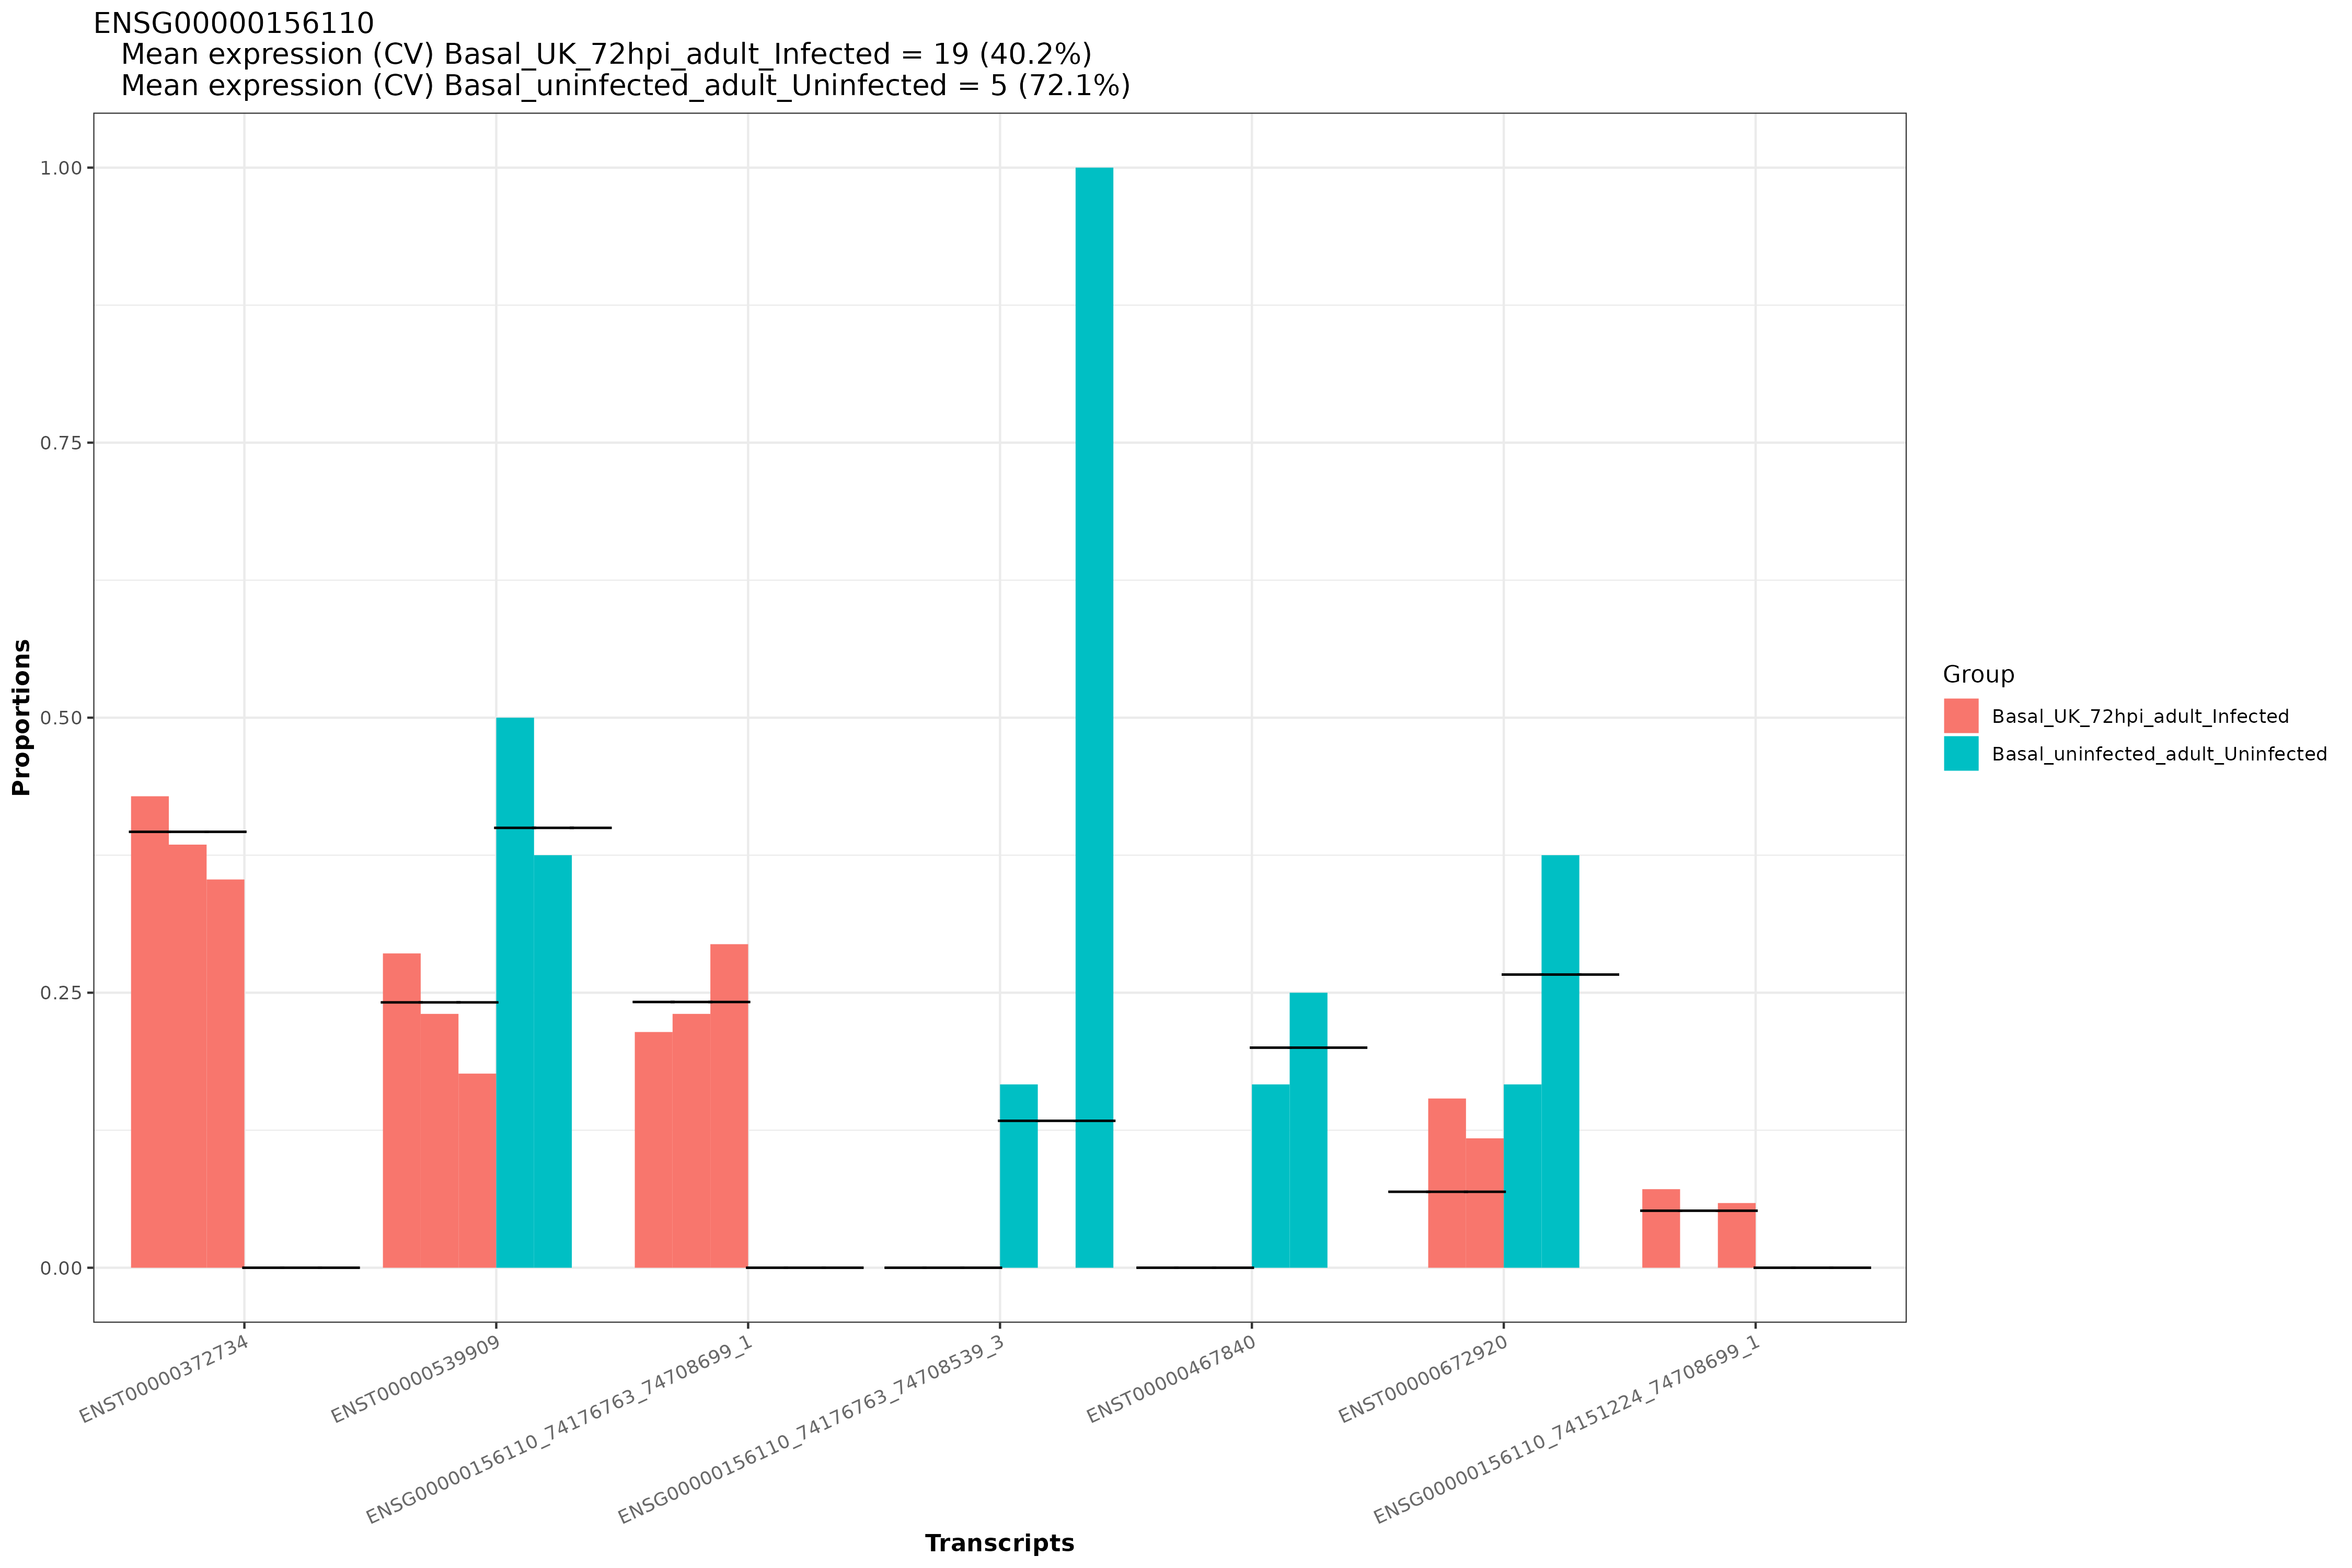 ENSG00000156110
Mean expression (CV) Basal_UK_72hpi_adult_Infected = 19 (40.2%)
Mean expression (CV) Basal_uninfected_adult_Uninfected = 5 (72.1%)
Proportions
1.00
0.75
0.50
0.25
0.00
ENST00000372734
ENST00000539909
ENSG00000156110_74176763_74708699_1
ENSG00000156110_74176763_74708539_3
ENST00000467840
ENST00000672920
ENSG00000156110_74151224_74708699_1
Transcripts
Group
Basal_UK_72hpi_adult_Infected
Basal_uninfected_adult_Uninfected